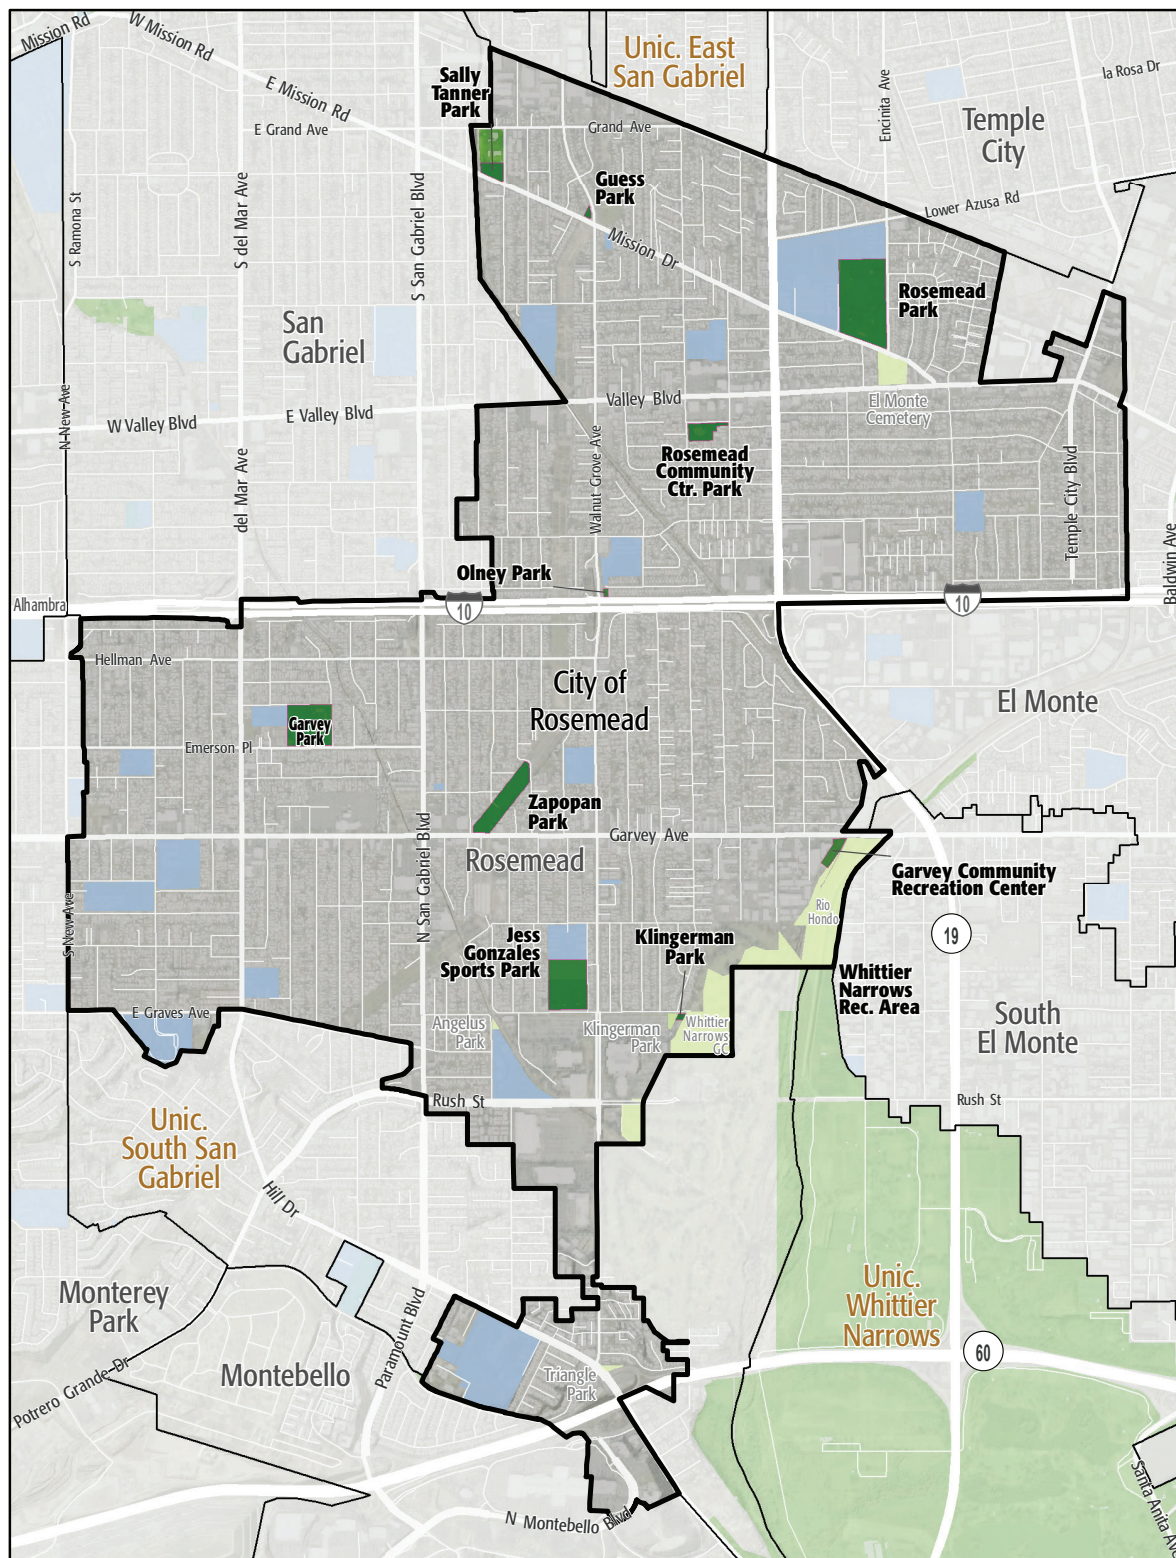 Mission Rd
W Mission Rd
E Mission Rd
Unic. East
San Gabriel
Sally
Tanner
Park
E Grand Ave
Grand Ave
Encinita Ave
la Rosa Dr
Temple
City
Guess
Park
Lower Azusa Rd
S Ramona St
S del Mar Ave
S San Gabriel Blvd
Mission Dr
Rosemead
Park
San
Gabriel
N New Ave
W Valley Blvd
E Valley Blvd
Valley Blvd
El Monte
Cemetery
Rosemead
Community
Ctr. Park
del Mar Ave
Walnut Grove Ave
Temple City Blvd
Baldwin Ave
Olney Park
Alhambra
10
10
Hellman Ave
City of
Rosemead
El Monte
Garvey
Park
Emerson Pl
Zapopan
Park
Garvey Ave
N San Gabriel Blvd
Rosemead
Garvey Community
Recreation Center
Rio
Hondo
S New Ave
19
Jess
Gonzales
Sports Park
Klingerman
Park
Whittier
Narrows
Rec. Area
E Graves Ave
Angelus
Park
Klingerman
Park
Whittier
Narrows
GC
South
El Monte
Rush St
Rush St
Unic.
South San
Gabriel
Hill Dr
Monterey
Park
Unic.
Whittier
Narrows
Paramount Blvd
Montebello
Triangle
Park
60
Potrero Grande Dr
Santa Anita Ave
N Montebello Blvd